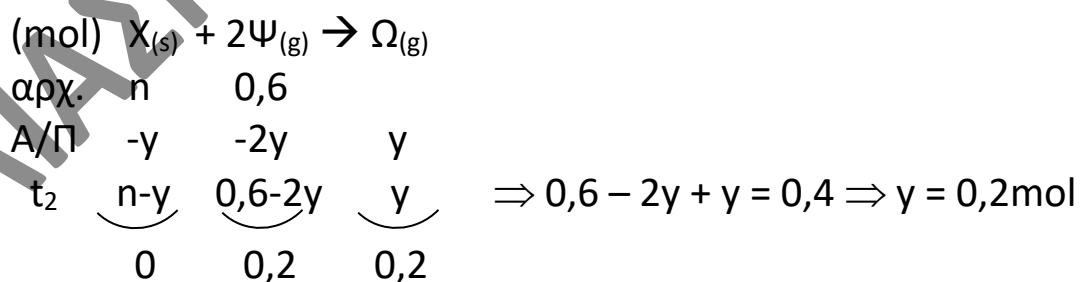 (mol) X(s) + 2Ψ(g) → Ω(g)
αρχ. n 0,6
Α/Π -y -2y y
t₂ n-y 0,6-2y y ⇒ 0,6 – 2y + y = 0,4 ⇒ y = 0,2mol
0 0,2 0,2